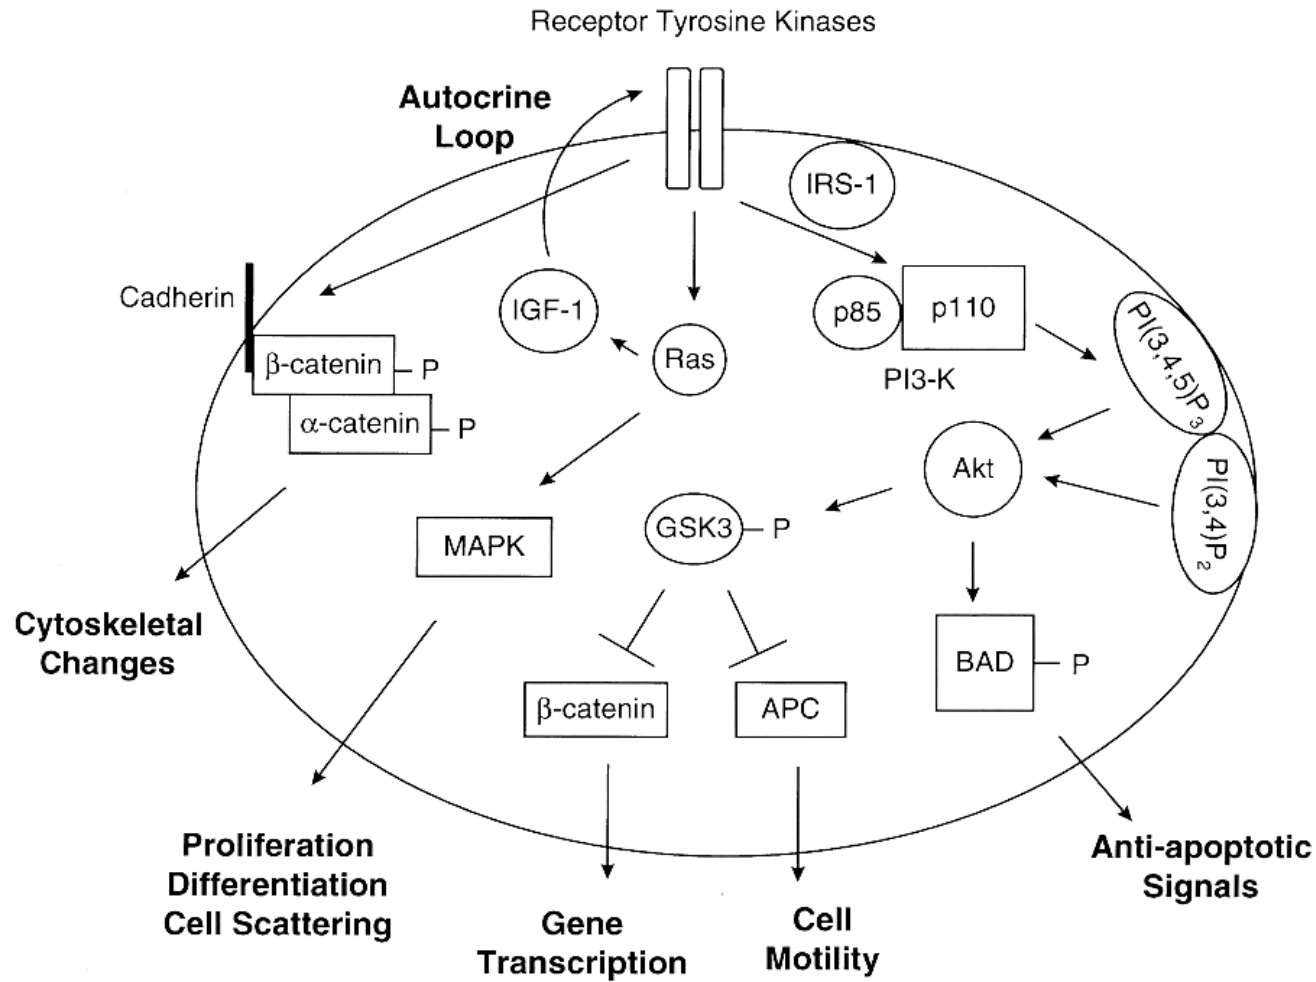 Receptor Tyrosine Kinases
Autocrine
Loop
IRS-1
Cadherin
IGF-1
p85
p110
PI(3,4,5)P3
β-catenin
P
Ras
PI3-K
α-catenin
P
Akt
PI(3,4)P2
GSK3
P
MAPK
Cytoskeletal
Changes
BAD
P
β-catenin
APC
Proliferation
Differentiation
Cell Scattering
Anti-apoptotic
Signals
Gene
Transcription
Cell
Motility